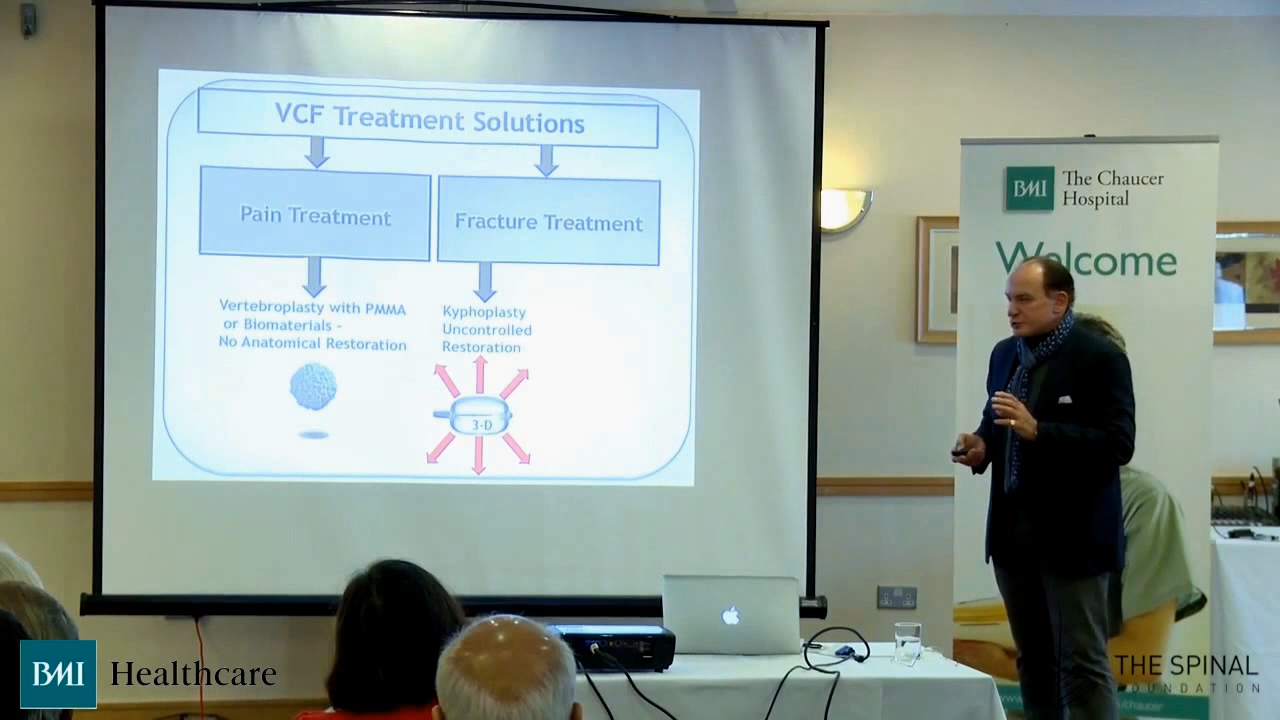 VCF Treatment Solutions
Pain Treatment
Fracture Treatment
Vertebroplasty with PMMA
or Biomaterials -
No Anatomical Restoration
Kyphoplasty
Uncontrolled
Restoration
3-D
BMI The Chaucer
Hospital
Welcome
BMI Healthcare
THE SPINAL
FOUNDATION
/chaucer